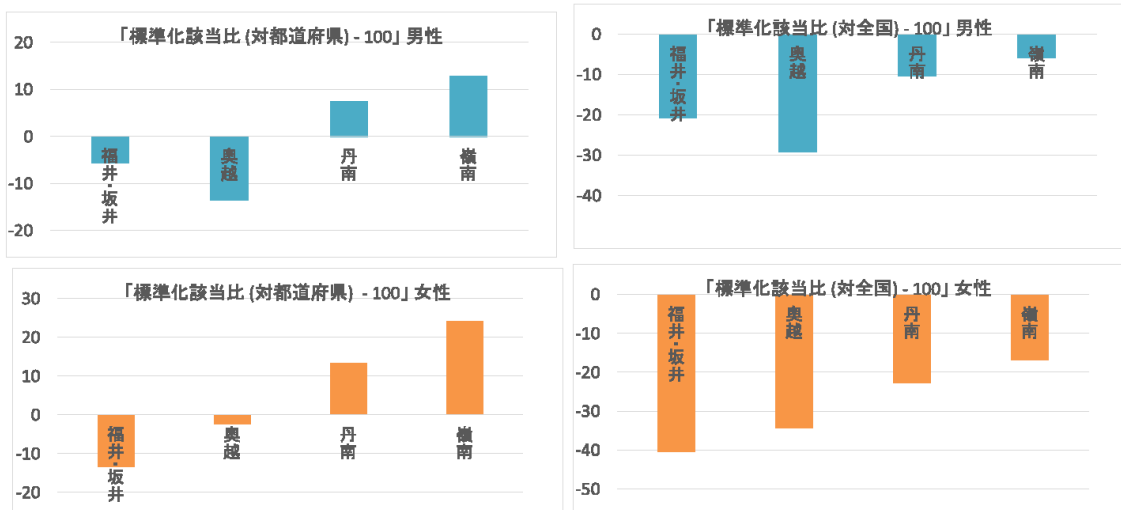 「標準化該当比 (対都道府県) - 100」 男性
20
10
0
-10
-20
福井・坂井
奥越
丹南
嶺南
「標準化該当比 (対全国) - 100」 男性
0
-10
-20
-30
-40
福井・坂井
奥越
丹南
嶺南
「標準化該当比 (対都道府県) - 100」 女性
30
20
10
0
-10
-20
福井・坂井
奥越
丹南
嶺南
「標準化該当比 (対全国) - 100」 女性
0
-10
-20
-30
-40
-50
福井・坂井
奥越
丹南
嶺南